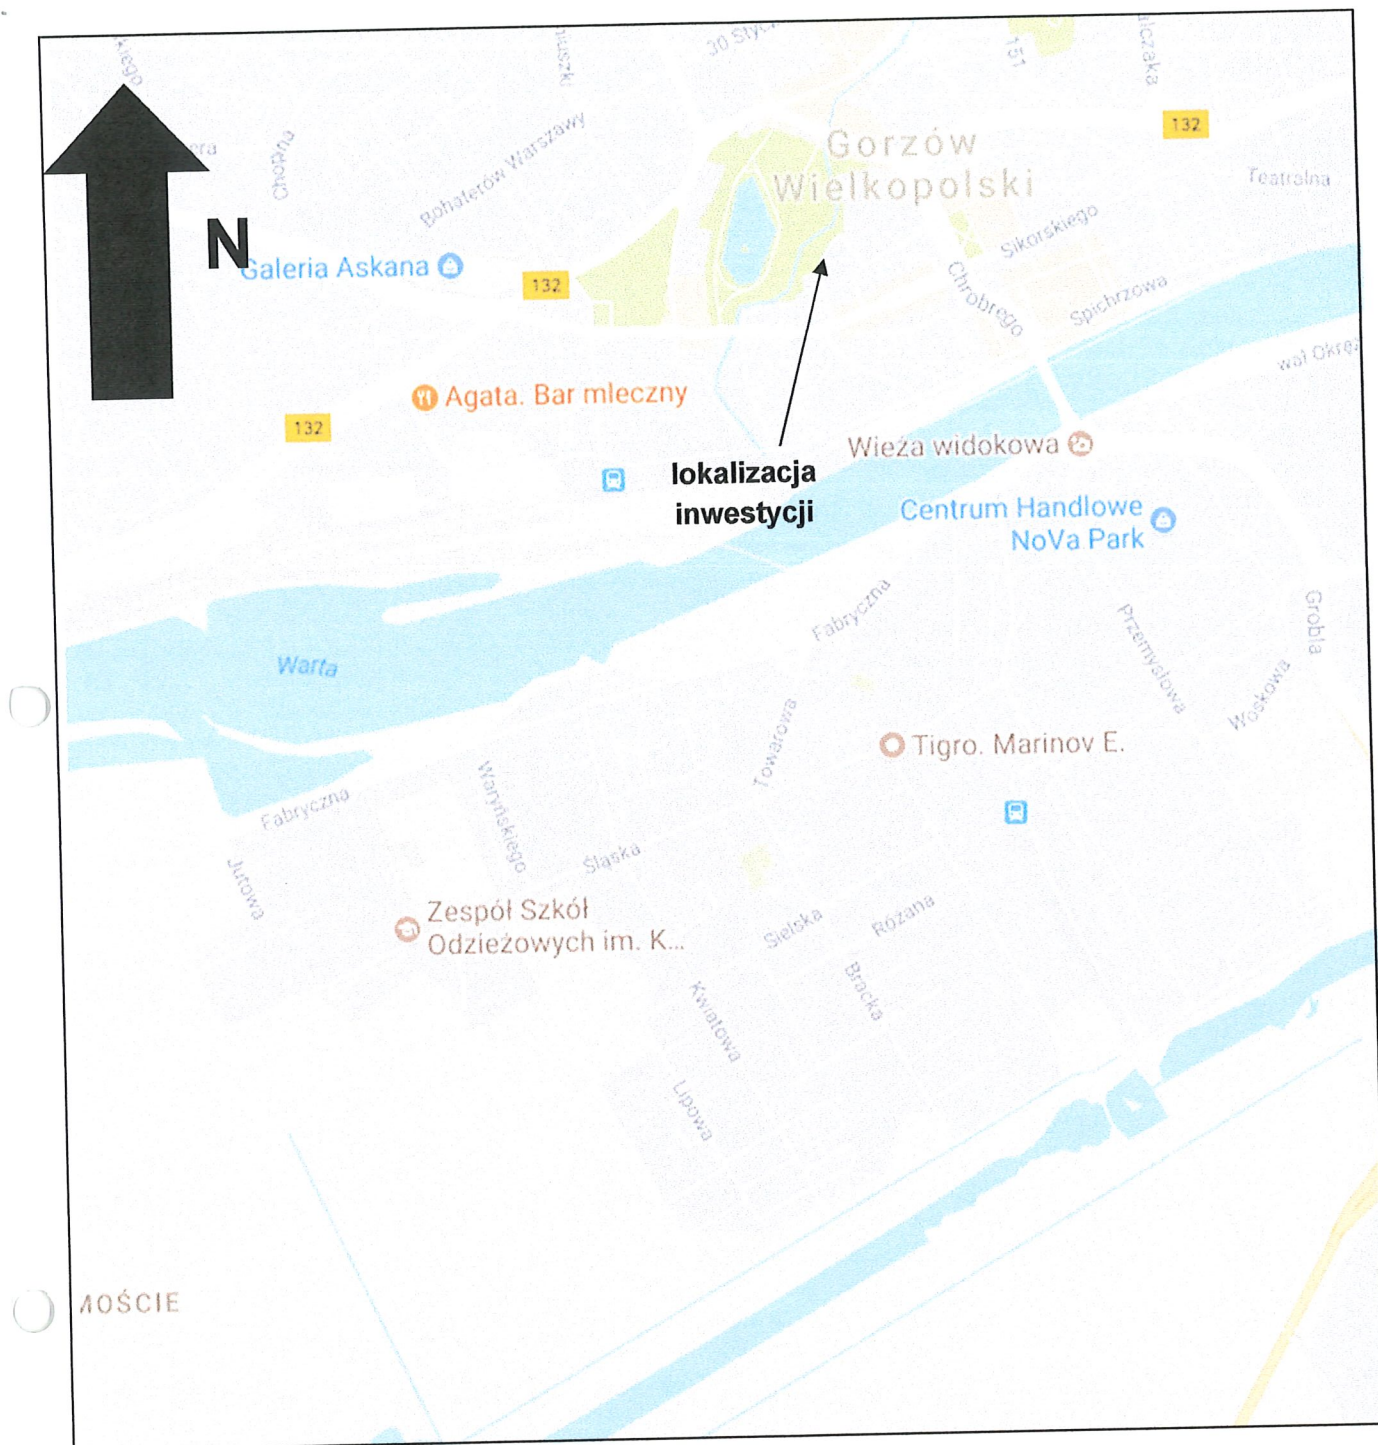 30 Stycz
151
132
Gorzów
Wielkopolski
Teatralna
Chopina
Bohaterów Warszawy
N
Galeria Askana
132
Sikorskiego
Chrobrego
Spichrzowa
Agata. Bar mleczny
132
Wieża widokowa
lokalizacja
inwestycji
Centrum Handlowe
NoVa Park
Fabryczna
Grobla
Przemysłowa
Woskowa
Warta
Towarowa
Tigro. Marinov E.
Fabryczna
Waryńskiego
Śląska
Jutowa
Zespół Szkół
Odzieżowych im. K...
Sielska
Różana
Bracka
Kwiatowa
Lipowa
MOŚCIE